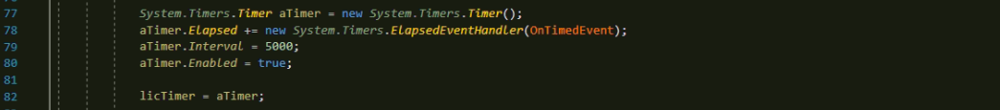 77 System.Timers.Timer aTimer = new System.Timers.Timer();
78 aTimer.Elapsed += new System.Timers.ElapsedEventHandler(OnTimedEvent);
79 aTimer.Interval = 5000;
80 aTimer.Enabled = true;
81
82 licTimer = aTimer;